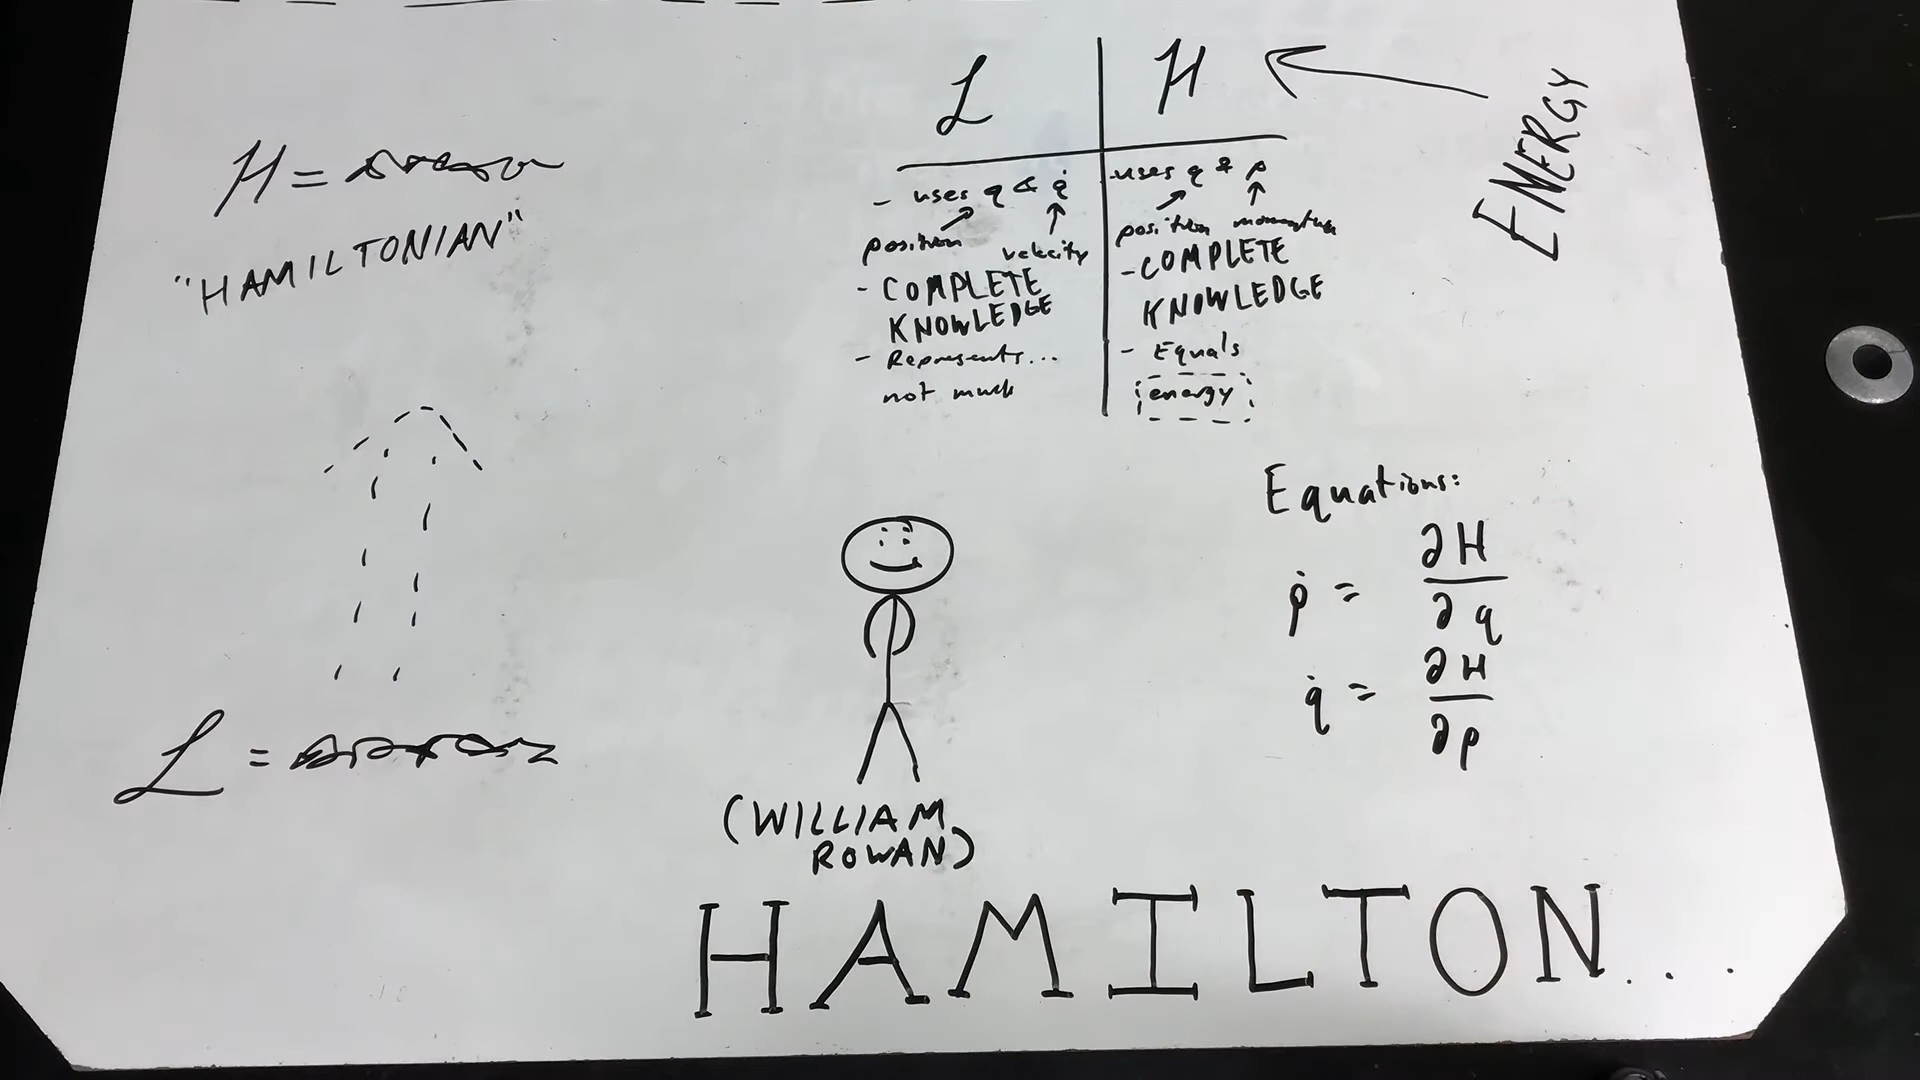 H =
"HAMILTONIAN"
L =
L
- uses q & q̇
position
velocity
- COMPLETE
KNOWLEDGE
- Represents...
not much
H
- uses q & p
position momentum
- COMPLETE
KNOWLEDGE
- Equals
energy
ENERGY
Equations:
ṗ = ∂H/∂q
q̇ = ∂H/∂p
(WILLIAM
ROWAN)
HAMILTON...